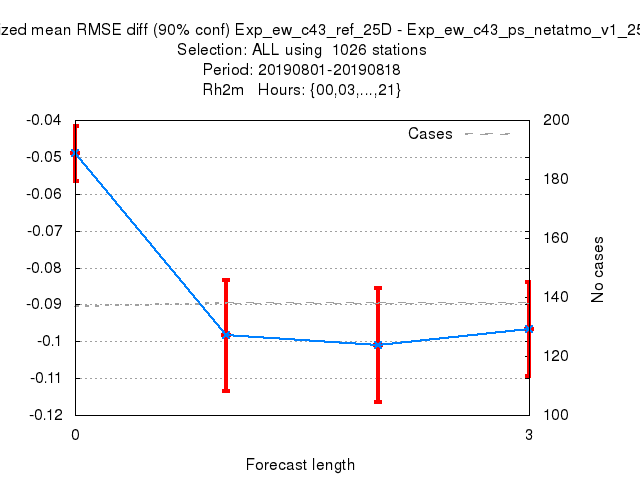 ized mean RMSE diff (90% conf) Exp_ew_c43_ref_25D - Exp_ew_c43_ps_netatmo_v1_25
Selection: ALL using  1026 stations
Period: 20190801-20190818
Rh2m   Hours: {00,03,...,21}
-0.04
-0.05
-0.06
-0.07
-0.08
-0.09
-0.1
-0.11
-0.12
Cases
200
180
160
140
120
100
No cases
0
3
Forecast length